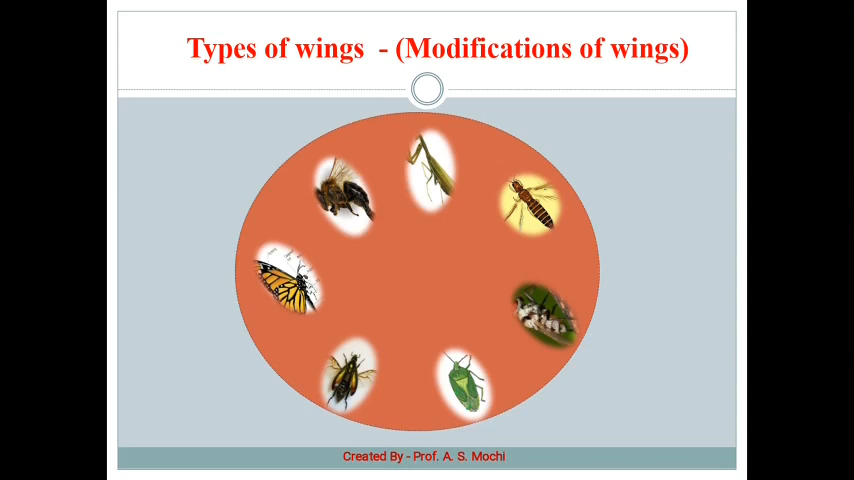 Types of wings - (Modifications of wings)
Created By - Prof. A. S. Mochi